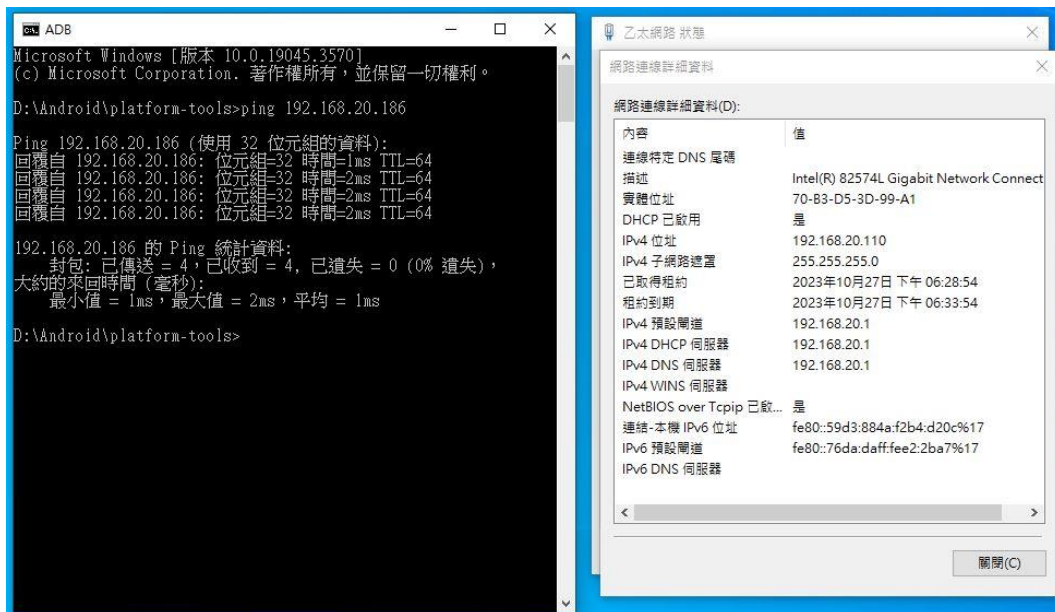 ADB
Microsoft Windows [版本 10.0.19045.3570]
(c) Microsoft Corporation. 著作權所有，並保留一切權利。
D:\Android\platform-tools>ping 192.168.20.186
Ping 192.168.20.186 (使用 32 位元組的資料):
回覆自 192.168.20.186: 位元組=32 時間=1ms TTL=64
回覆自 192.168.20.186: 位元組=32 時間=2ms TTL=64
回覆自 192.168.20.186: 位元組=32 時間=2ms TTL=64
回覆自 192.168.20.186: 位元組=32 時間=2ms TTL=64
192.168.20.186 的 Ping 統計資料:
封包: 已傳送 = 4，已收到 = 4, 已遺失 = 0 (0% 遺失)，
大約的來回時間 (毫秒):
最小值 = 1ms，最大值 = 2ms，平均 = 1ms
D:\Android\platform-tools>
乙太網路 狀態
網路連線詳細資料
網路連線詳細資料(D):
內容 值
連線特定 DNS 尾碼
描述 Intel(R) 82574L Gigabit Network Connect
實體位址 70-B3-D5-3D-99-A1
DHCP 已啟用 是
IPv4 位址 192.168.20.110
IPv4 子網路遮罩 255.255.255.0
已取得租約 2023年10月27日 下午 06:28:54
租約到期 2023年10月27日 下午 06:33:54
IPv4 預設閘道 192.168.20.1
IPv4 DHCP 伺服器 192.168.20.1
IPv4 DNS 伺服器 192.168.20.1
IPv4 WINS 伺服器
NetBIOS over Tcpip 已啟... 是
連結-本機 IPv6 位址 fe80::59d3:884a:f2b4:d20c%17
IPv6 預設閘道 fe80::76da:daff:fee2:2ba7%17
IPv6 DNS 伺服器
關閉(C)